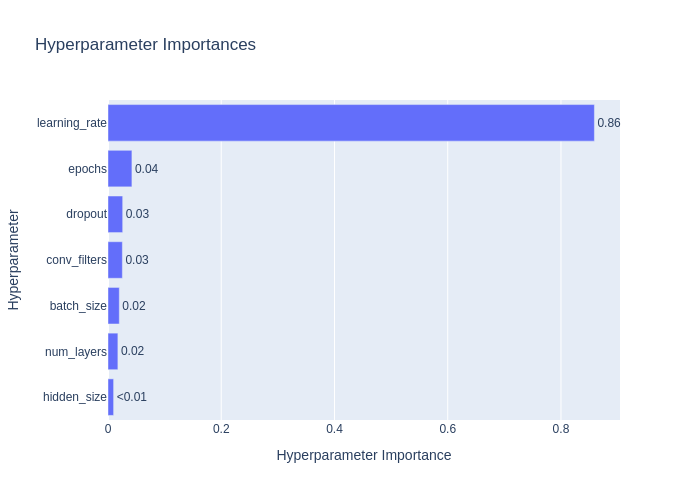 Hyperparameter Importances
Hyperparameter
learning_rate 0.86
epochs 0.04
dropout 0.03
conv_filters 0.03
batch_size 0.02
num_layers 0.02
hidden_size <0.01
0 0.2 0.4 0.6 0.8
Hyperparameter Importance